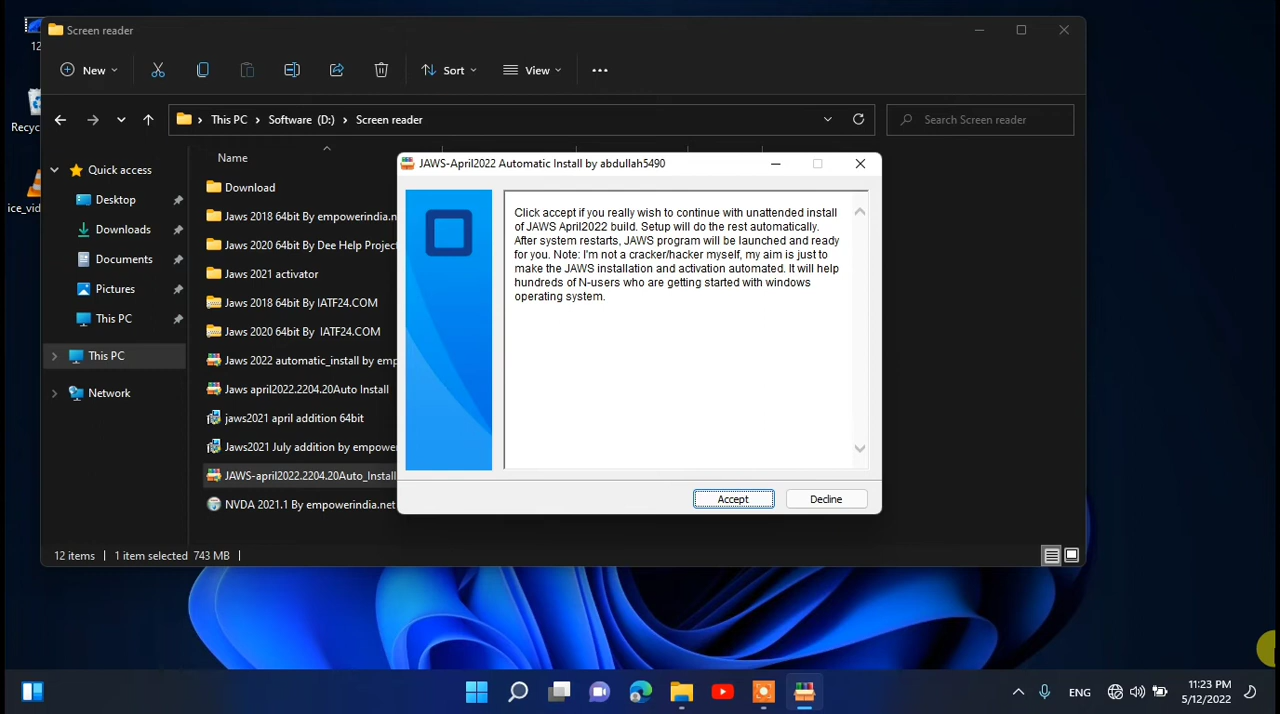 12
Screen reader
New
Sort
View
This PC
Software (D:)
Screen reader
Search Screen reader
Recyc
Name
Quick access
Desktop
Downloads
Documents
Pictures
This PC
This PC
Network
Download
Jaws 2018 64bit By empowerindia.n
Jaws 2020 64bit By Dee Help Project
Jaws 2021 activator
Jaws 2018 64bit By IATF24.COM
Jaws 2020 64bit By IATF24.COM
Jaws 2022 automatic_install by emp
Jaws april2022.2204.20Auto Install
jaws2021 april addition 64bit
Jaws2021 July addition by empower
JAWS-april2022.2204.20Auto_Install
NVDA 2021.1 By empowerindia.net
ice_vide
JAWS-April2022 Automatic Install by abdullah5490
Click accept if you really wish to continue with unattended install
of JAWS April2022 build. Setup will do the rest automatically.
After system restarts, JAWS program will be launched and ready
for you. Note: I'm not a cracker/hacker myself, my aim is just to
make the JAWS installation and activation automated. It will help
hundreds of N-users who are getting started with windows
operating system.
Accept
Decline
12 items
1 item selected 743 MB
ENG
11:23 PM
5/12/2022